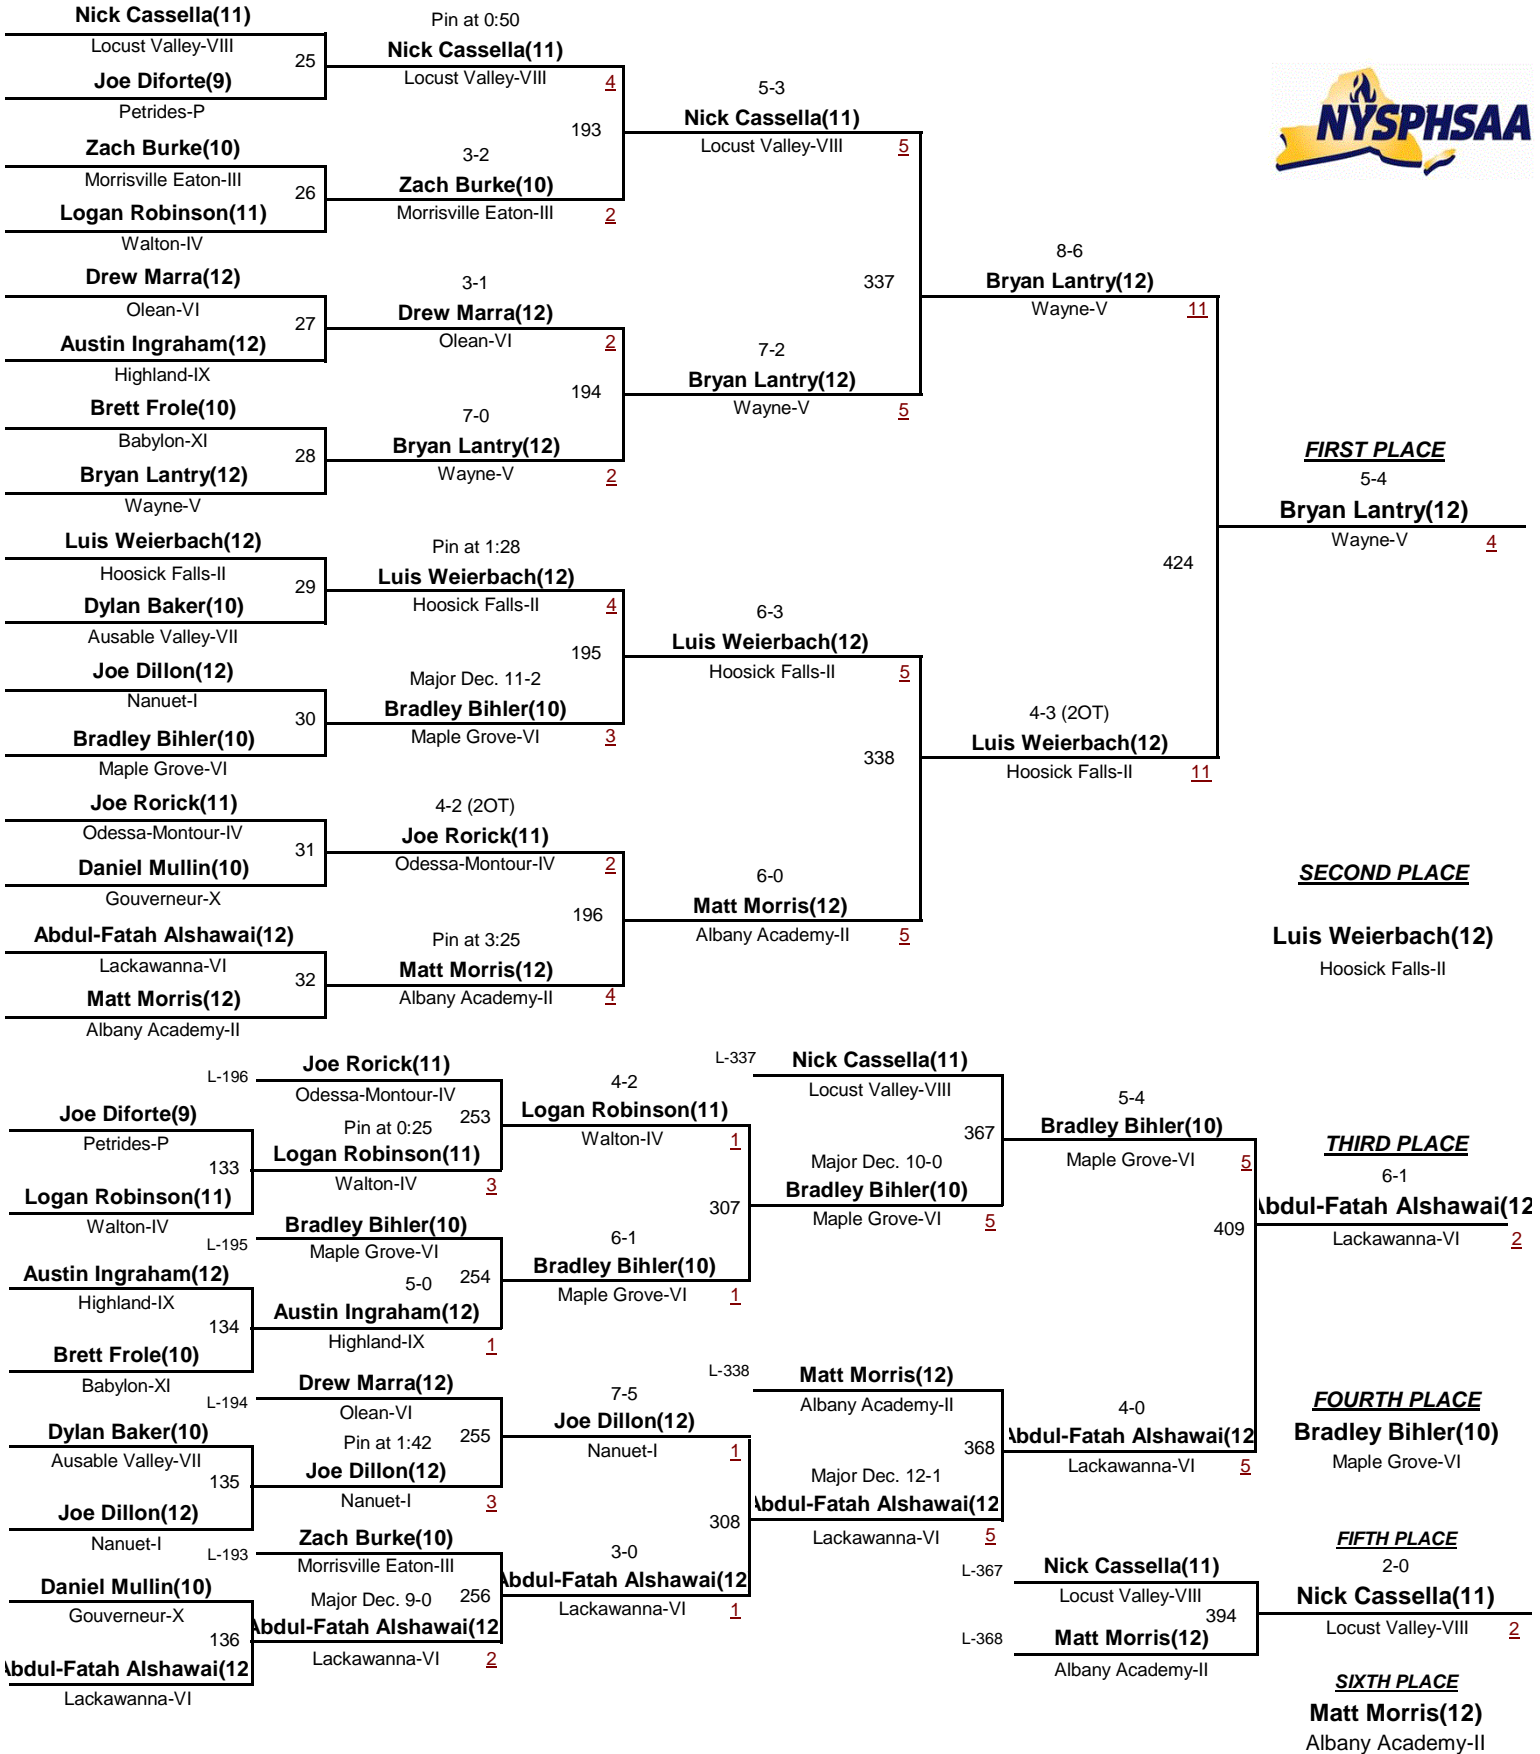 Nick Cassella(11)
Locust Valley-VIII
25
Joe Diforte(9)
Petrides-P
Zach Burke(10)
Morrisville Eaton-III
26
Logan Robinson(11)
Walton-IV
Drew Marra(12)
Olean-VI
27
Austin Ingraham(12)
Highland-IX
Brett Frole(10)
Babylon-XI
28
Bryan Lantry(12)
Wayne-V
Luis Weierbach(12)
Hoosick Falls-II
29
Dylan Baker(10)
Ausable Valley-VII
Joe Dillon(12)
Nanuet-I
30
Bradley Bihler(10)
Maple Grove-VI
Joe Rorick(11)
Odessa-Montour-IV
31
Daniel Mullin(10)
Gouverneur-X
Abdul-Fatah Alshawai(12)
Lackawanna-VI
32
Matt Morris(12)
Albany Academy-II
Pin at 0:50
Nick Cassella(11)
Locust Valley-VIII
4
193
3-2
Zach Burke(10)
Morrisville Eaton-III
2
3-1
Drew Marra(12)
Olean-VI
2
194
7-0
Bryan Lantry(12)
Wayne-V
2
Pin at 1:28
Luis Weierbach(12)
Hoosick Falls-II
4
195
Major Dec. 11-2
Bradley Bihler(10)
Maple Grove-VI
3
4-2 (2OT)
Joe Rorick(11)
Odessa-Montour-IV
2
196
Pin at 3:25
Matt Morris(12)
Albany Academy-II
4
5-3
Nick Cassella(11)
Locust Valley-VIII
5
337
7-2
Bryan Lantry(12)
Wayne-V
5
6-3
Luis Weierbach(12)
Hoosick Falls-II
5
338
6-0
Matt Morris(12)
Albany Academy-II
5
8-6
Bryan Lantry(12)
Wayne-V
11
424
4-3 (2OT)
Luis Weierbach(12)
Hoosick Falls-II
11
NYSPHSAA
FIRST PLACE
5-4
Bryan Lantry(12)
Wayne-V
4
SECOND PLACE
Luis Weierbach(12)
Hoosick Falls-II
Joe Diforte(9)
Petrides-P
133
Logan Robinson(11)
Walton-IV
Austin Ingraham(12)
Highland-IX
134
Brett Frole(10)
Babylon-XI
Dylan Baker(10)
Ausable Valley-VII
135
Joe Dillon(12)
Nanuet-I
Daniel Mullin(10)
Gouverneur-X
136
Abdul-Fatah Alshawai(12
Lackawanna-VI
L-196
Joe Rorick(11)
Odessa-Montour-IV
253
Pin at 0:25
Logan Robinson(11)
Walton-IV
3
L-195
Bradley Bihler(10)
Maple Grove-VI
254
5-0
Austin Ingraham(12)
Highland-IX
1
L-194
Drew Marra(12)
Olean-VI
255
Pin at 1:42
Joe Dillon(12)
Nanuet-I
3
L-193
Zach Burke(10)
Morrisville Eaton-III
256
Major Dec. 9-0
Abdul-Fatah Alshawai(12
Lackawanna-VI
2
4-2
Logan Robinson(11)
Walton-IV
1
307
6-1
Bradley Bihler(10)
Maple Grove-VI
1
7-5
Joe Dillon(12)
Nanuet-I
1
308
3-0
Abdul-Fatah Alshawai(12
Lackawanna-VI
1
L-337
Nick Cassella(11)
Locust Valley-VIII
367
Major Dec. 10-0
Bradley Bihler(10)
Maple Grove-VI
5
L-338
Matt Morris(12)
Albany Academy-II
368
Major Dec. 12-1
Abdul-Fatah Alshawai(12
Lackawanna-VI
5
5-4
Bradley Bihler(10)
Maple Grove-VI
5
409
4-0
Abdul-Fatah Alshawai(12
Lackawanna-VI
5
THIRD PLACE
6-1
Abdul-Fatah Alshawai(12
Lackawanna-VI
2
FOURTH PLACE
Bradley Bihler(10)
Maple Grove-VI
L-367
Nick Cassella(11)
Locust Valley-VIII
394
L-368
Matt Morris(12)
Albany Academy-II
FIFTH PLACE
2-0
Nick Cassella(11)
Locust Valley-VIII
2
SIXTH PLACE
Matt Morris(12)
Albany Academy-II